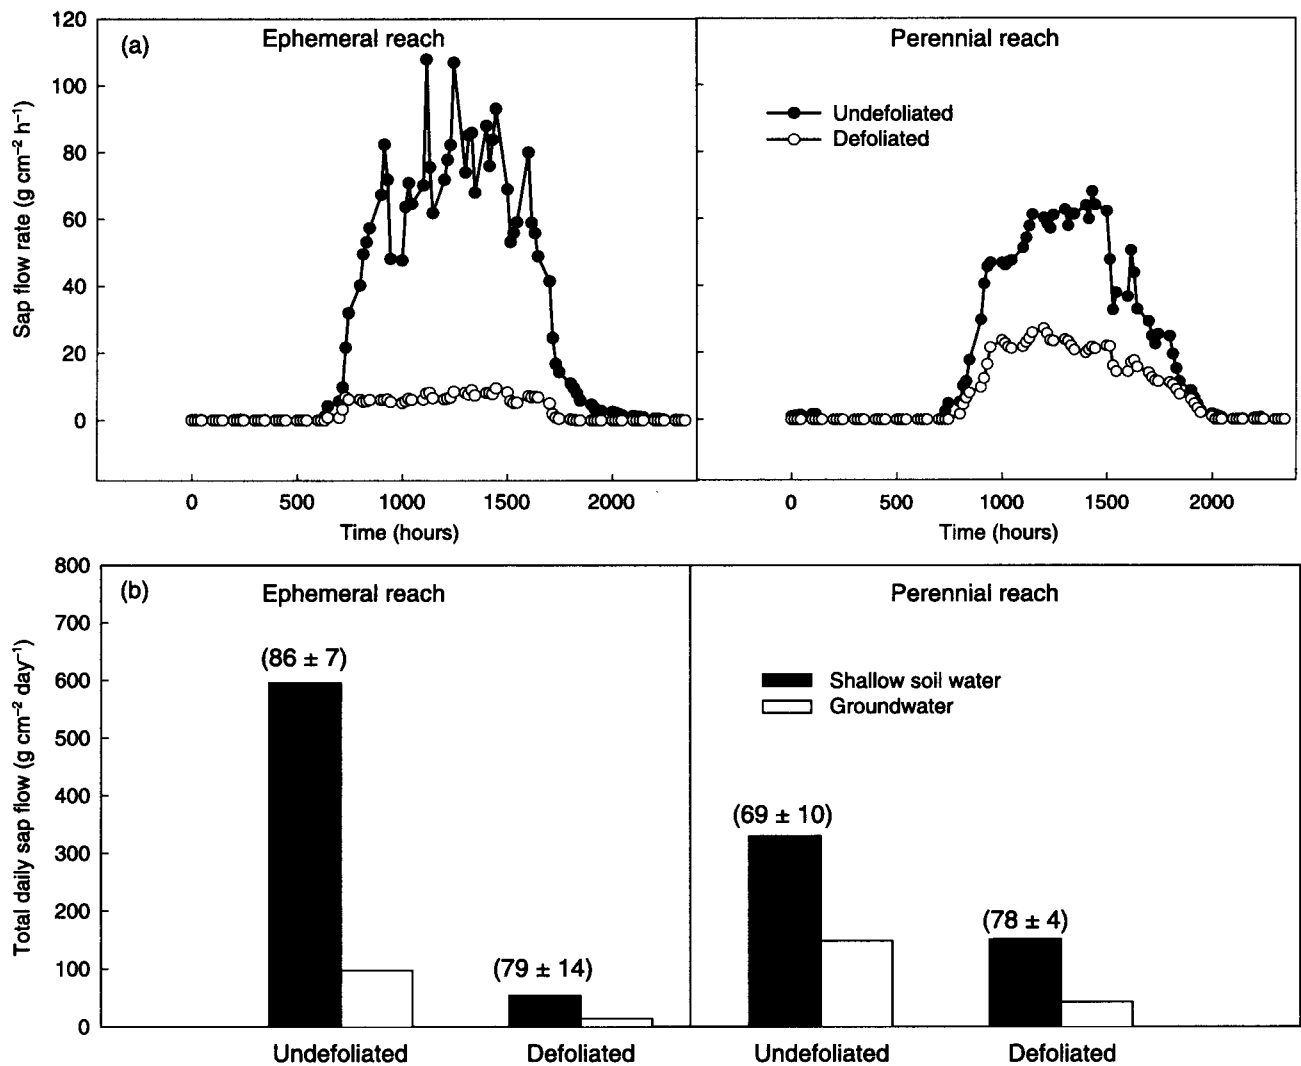 (a)
Ephemeral reach
Perennial reach
Undefoliated
Defoliated
Sap flow rate (g cm⁻² h⁻¹)
120
100
80
60
40
20
0
0 500 1000 1500 2000
0 500 1000 1500 2000
Time (hours)
Time (hours)
(b)
Ephemeral reach
Perennial reach
Shallow soil water
Groundwater
Total daily sap flow (g cm⁻² day⁻¹)
800
700
600
500
400
300
200
100
0
(86 ± 7)
(79 ± 14)
(69 ± 10)
(78 ± 4)
Undefoliated Defoliated
Undefoliated Defoliated